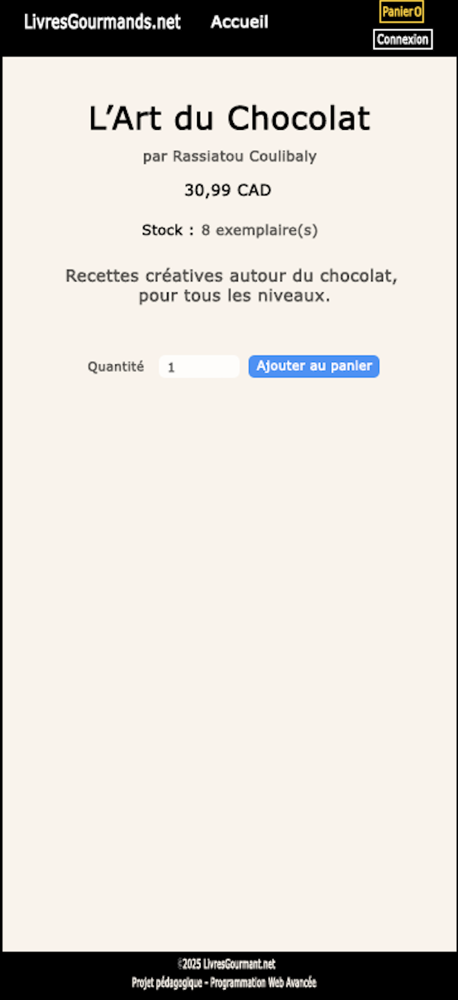 LivresGourmands.net Accueil Panier 0
Connexion
L’Art du Chocolat
par Rassiatou Coulibaly
30,99 CAD
Stock : 8 exemplaire(s)
Recettes créatives autour du chocolat,
pour tous les niveaux.
Quantité 1 Ajouter au panier
©2025 LivresGourmant.net
Projet pédagogique - Programmation Web Avancée